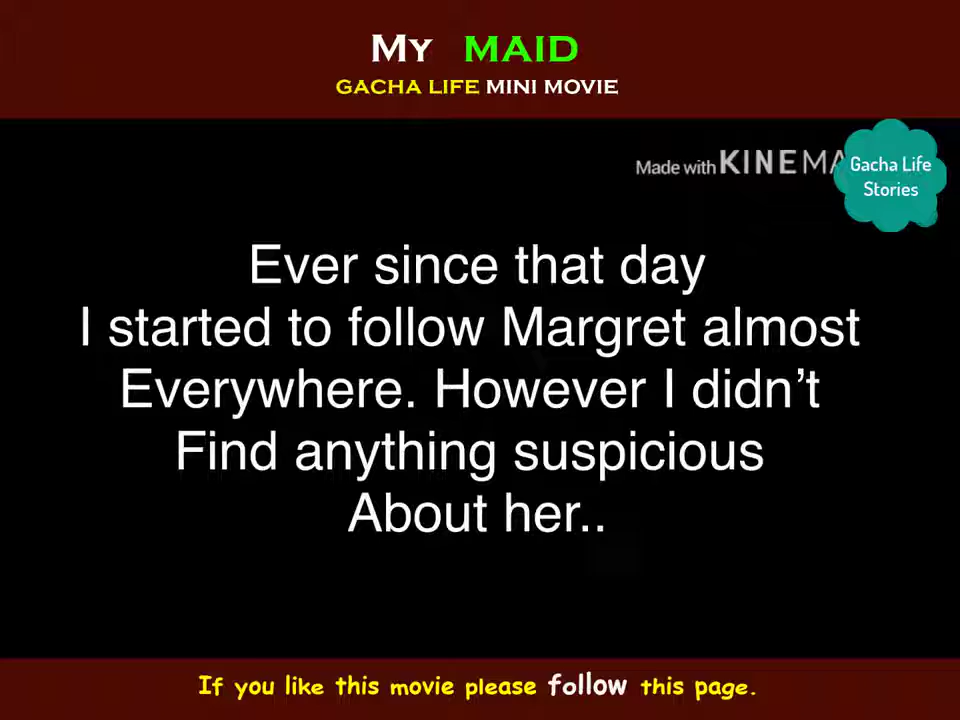 My MAID
GACHA LIFE MINI MOVIE
Made with KINEMA
Gacha Life
Stories
Ever since that day
I started to follow Margret almost
Everywhere. However I didn’t
Find anything suspicious
About her..
If you like this movie please follow this page.